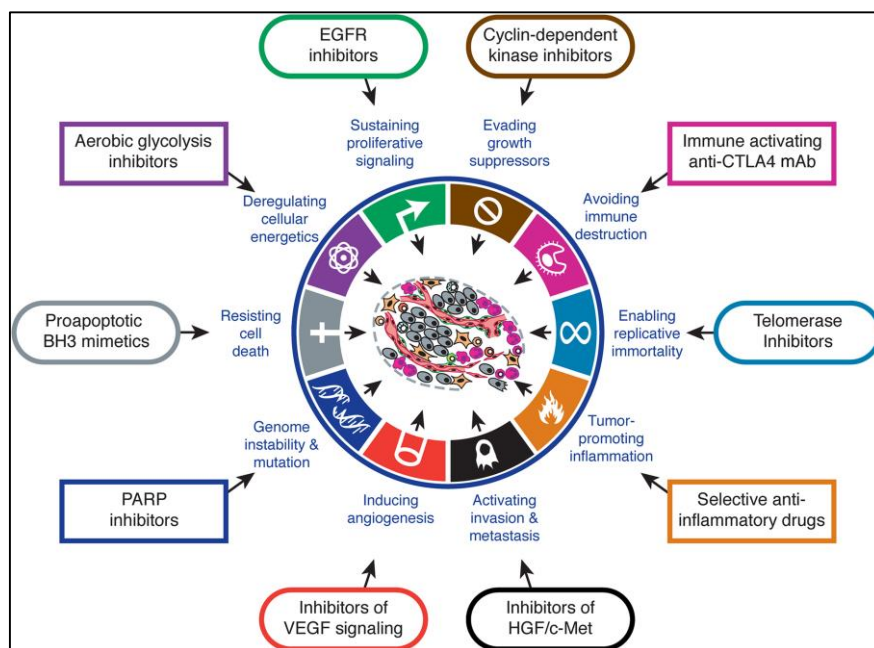 EGFR
inhibitors
Cyclin-dependent
kinase inhibitors
Sustaining
proliferative
signaling
Evading
growth
suppressors
Aerobic glycolysis
inhibitors
Immune activating
anti-CTLA4 mAb
Deregulating
cellular
energetics
Avoiding
immune
destruction
Proapoptotic
BH3 mimetics
Resisting
cell
death
Enabling
replicative
immortality
Telomerase
Inhibitors
Genome
instability &
mutation
Tumor-
promoting
inflammation
PARP
inhibitors
Inducing
angiogenesis
Activating
invasion &
metastasis
Selective anti-
inflammatory drugs
Inhibitors of
VEGF signaling
Inhibitors of
HGF/c-Met